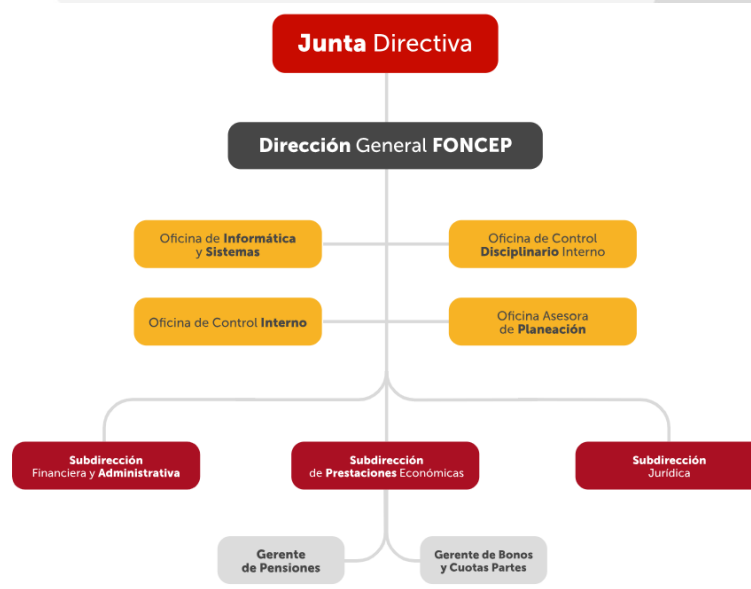 Junta Directiva
Dirección General FONCEP
Oficina de Informática
y Sistemas
Oficina de Control
Disciplinario Interno
Oficina de Control Interno
Oficina Asesora
de Planeación
Subdirección
Financiera y Administrativa
Subdirección
de Prestaciones Económicas
Subdirección
Jurídica
Gerente
de Pensiones
Gerente de Bonos
y Cuotas Partes